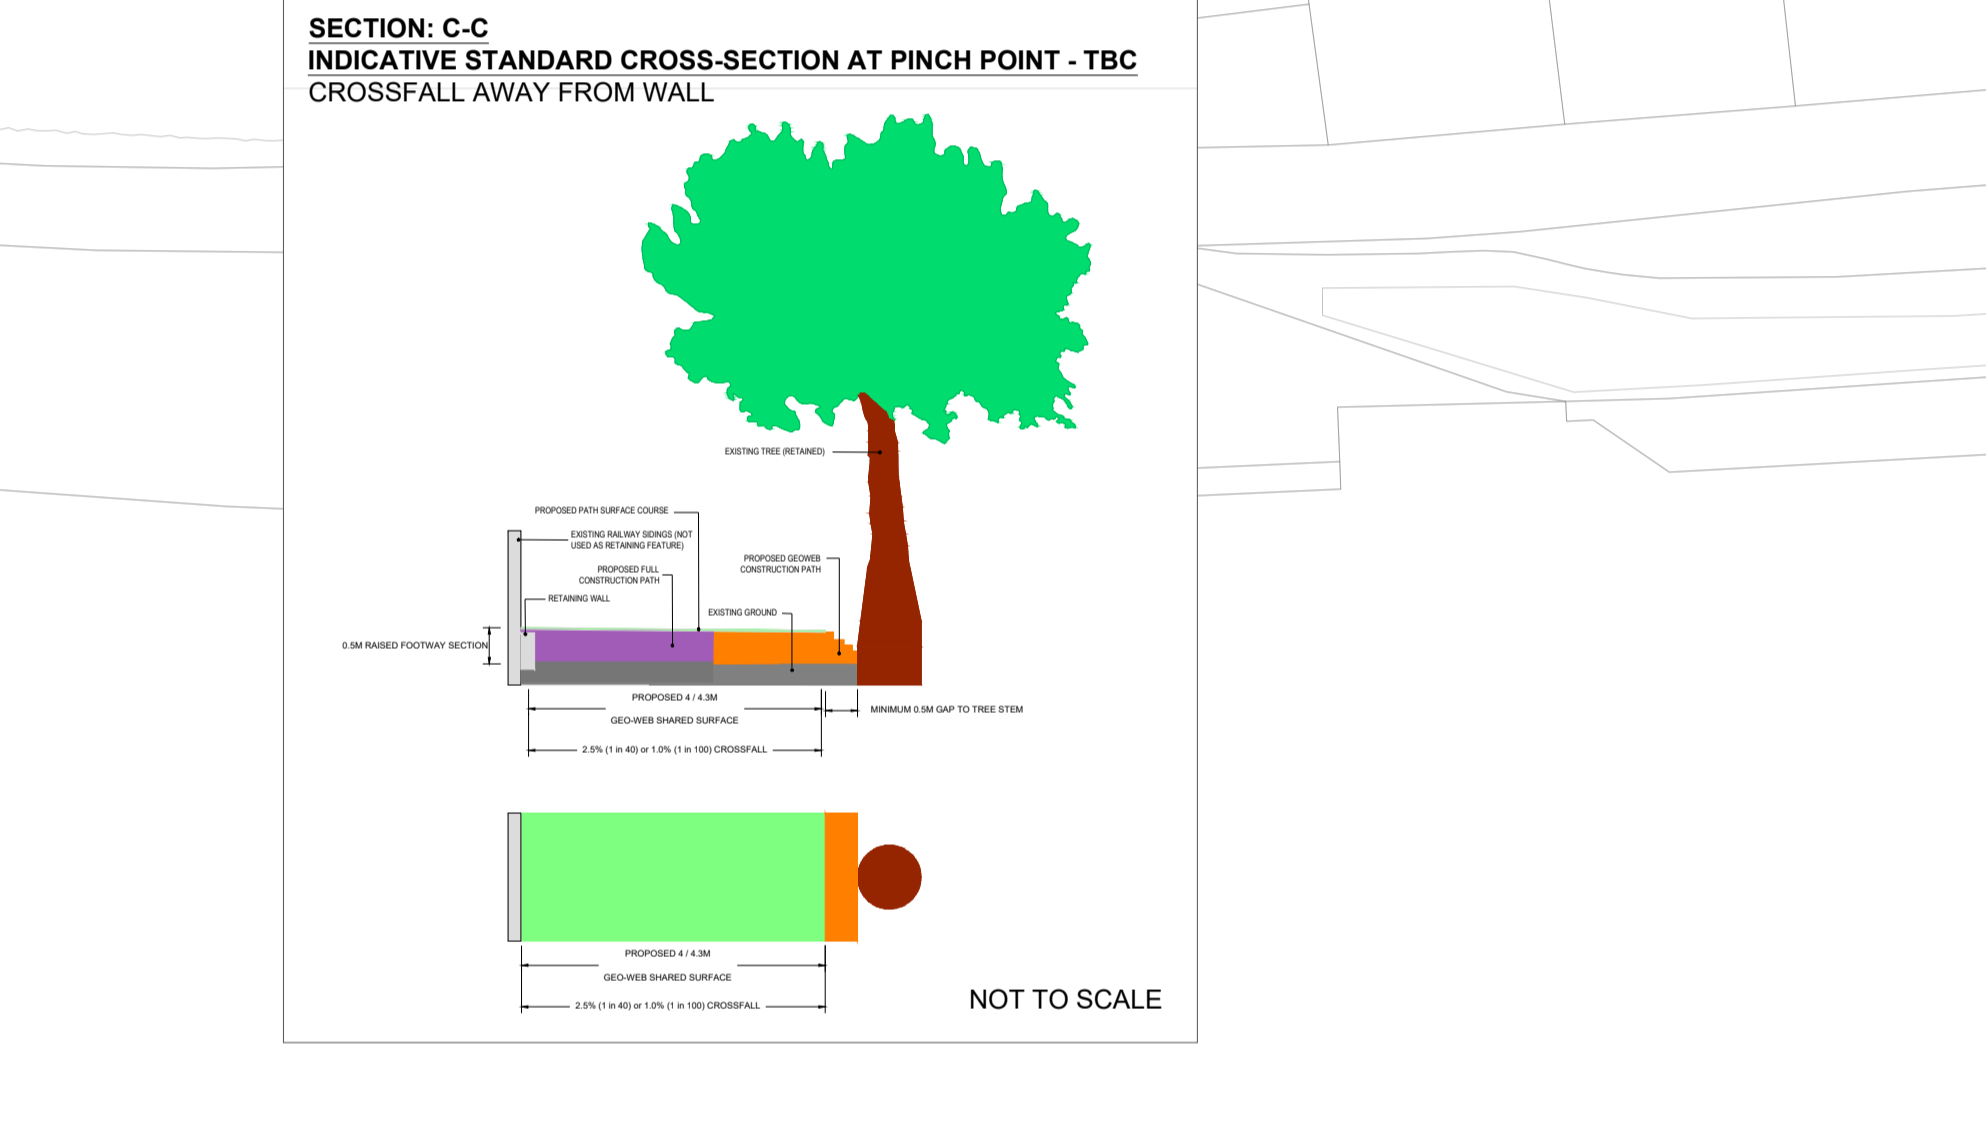 SECTION: C-C
INDICATIVE STANDARD CROSS-SECTION AT PINCH POINT - TBC
CROSSFALL AWAY FROM WALL
EXISTING TREE (RETAINED)
PROPOSED PATH SURFACE COURSE
EXISTING RAILWAY SIDINGS (NOT
USED AS RETAINING FEATURE)
PROPOSED GEOWEB
CONSTRUCTION PATH
PROPOSED FULL
CONSTRUCTION PATH
RETAINING WALL
EXISTING GROUND
0.5M RAISED FOOTWAY SECTION
PROPOSED 4 / 4.3M
GEO-WEB SHARED SURFACE
MINIMUM 0.5M GAP TO TREE STEM
2.5% (1 in 40) or 1.0% (1 in 100) CROSSFALL
PROPOSED 4 / 4.3M
GEO-WEB SHARED SURFACE
2.5% (1 in 40) or 1.0% (1 in 100) CROSSFALL
NOT TO SCALE